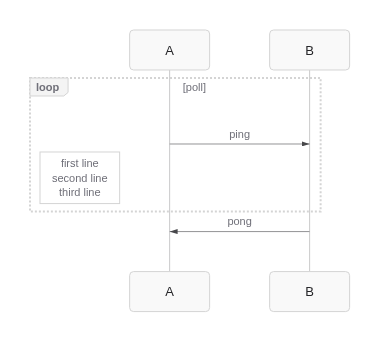 A
B
loop
[poll]
ping
first line
second line
third line
pong
A
B